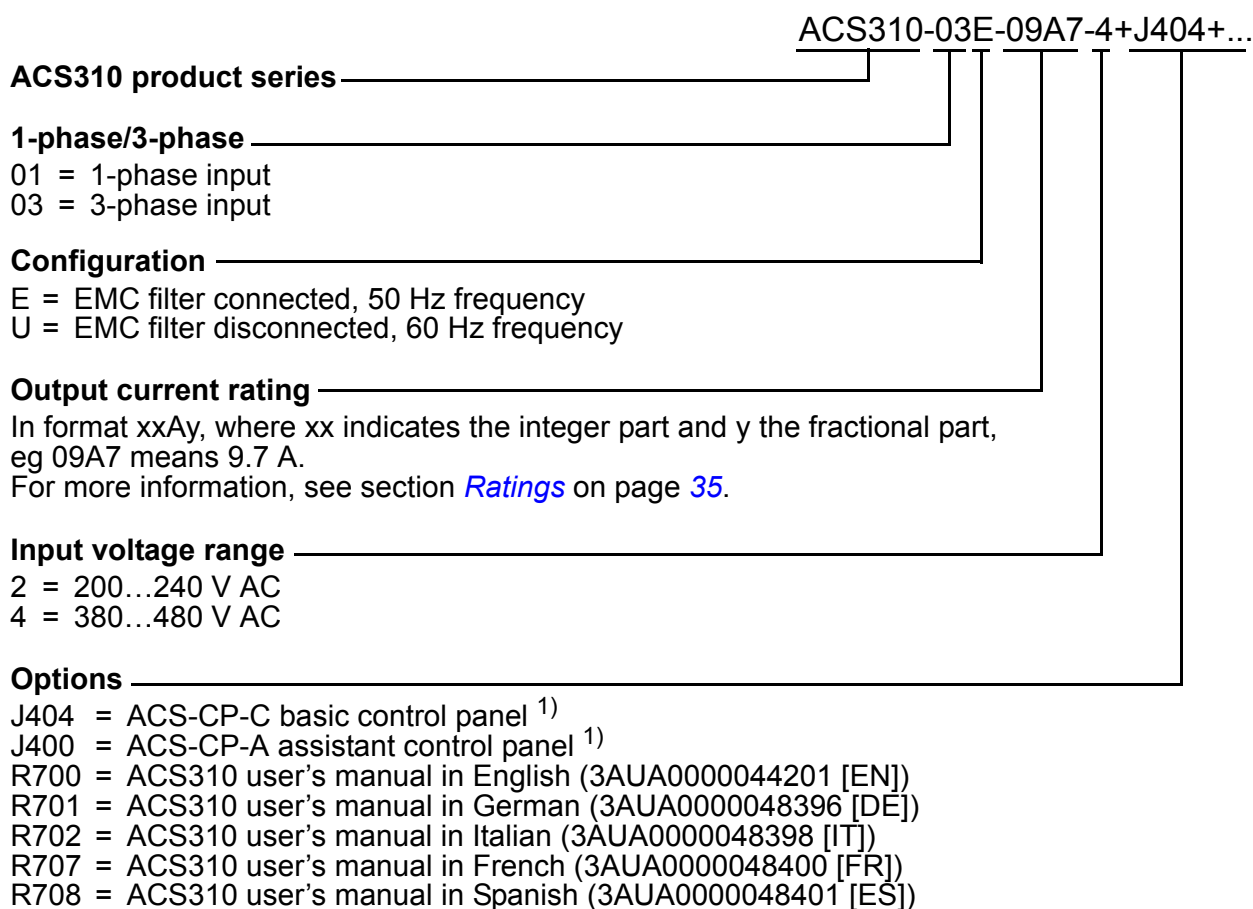 ACS310-03E-09A7-4+J404+...
ACS310 product series
1-phase/3-phase
01 = 1-phase input
03 = 3-phase input
Configuration
E = EMC filter connected, 50 Hz frequency
U = EMC filter disconnected, 60 Hz frequency
Output current rating
In format xxAy, where xx indicates the integer part and y the fractional part,
eg 09A7 means 9.7 A.
For more information, see section Ratings on page 35.
Input voltage range
2 = 200…240 V AC
4 = 380…480 V AC
Options
J404 = ACS-CP-C basic control panel 1)
J400 = ACS-CP-A assistant control panel 1)
R700 = ACS310 user’s manual in English (3AUA0000044201 [EN])
R701 = ACS310 user’s manual in German (3AUA0000048396 [DE])
R702 = ACS310 user’s manual in Italian (3AUA0000048398 [IT])
R707 = ACS310 user’s manual in French (3AUA0000048400 [FR])
R708 = ACS310 user’s manual in Spanish (3AUA0000048401 [ES])